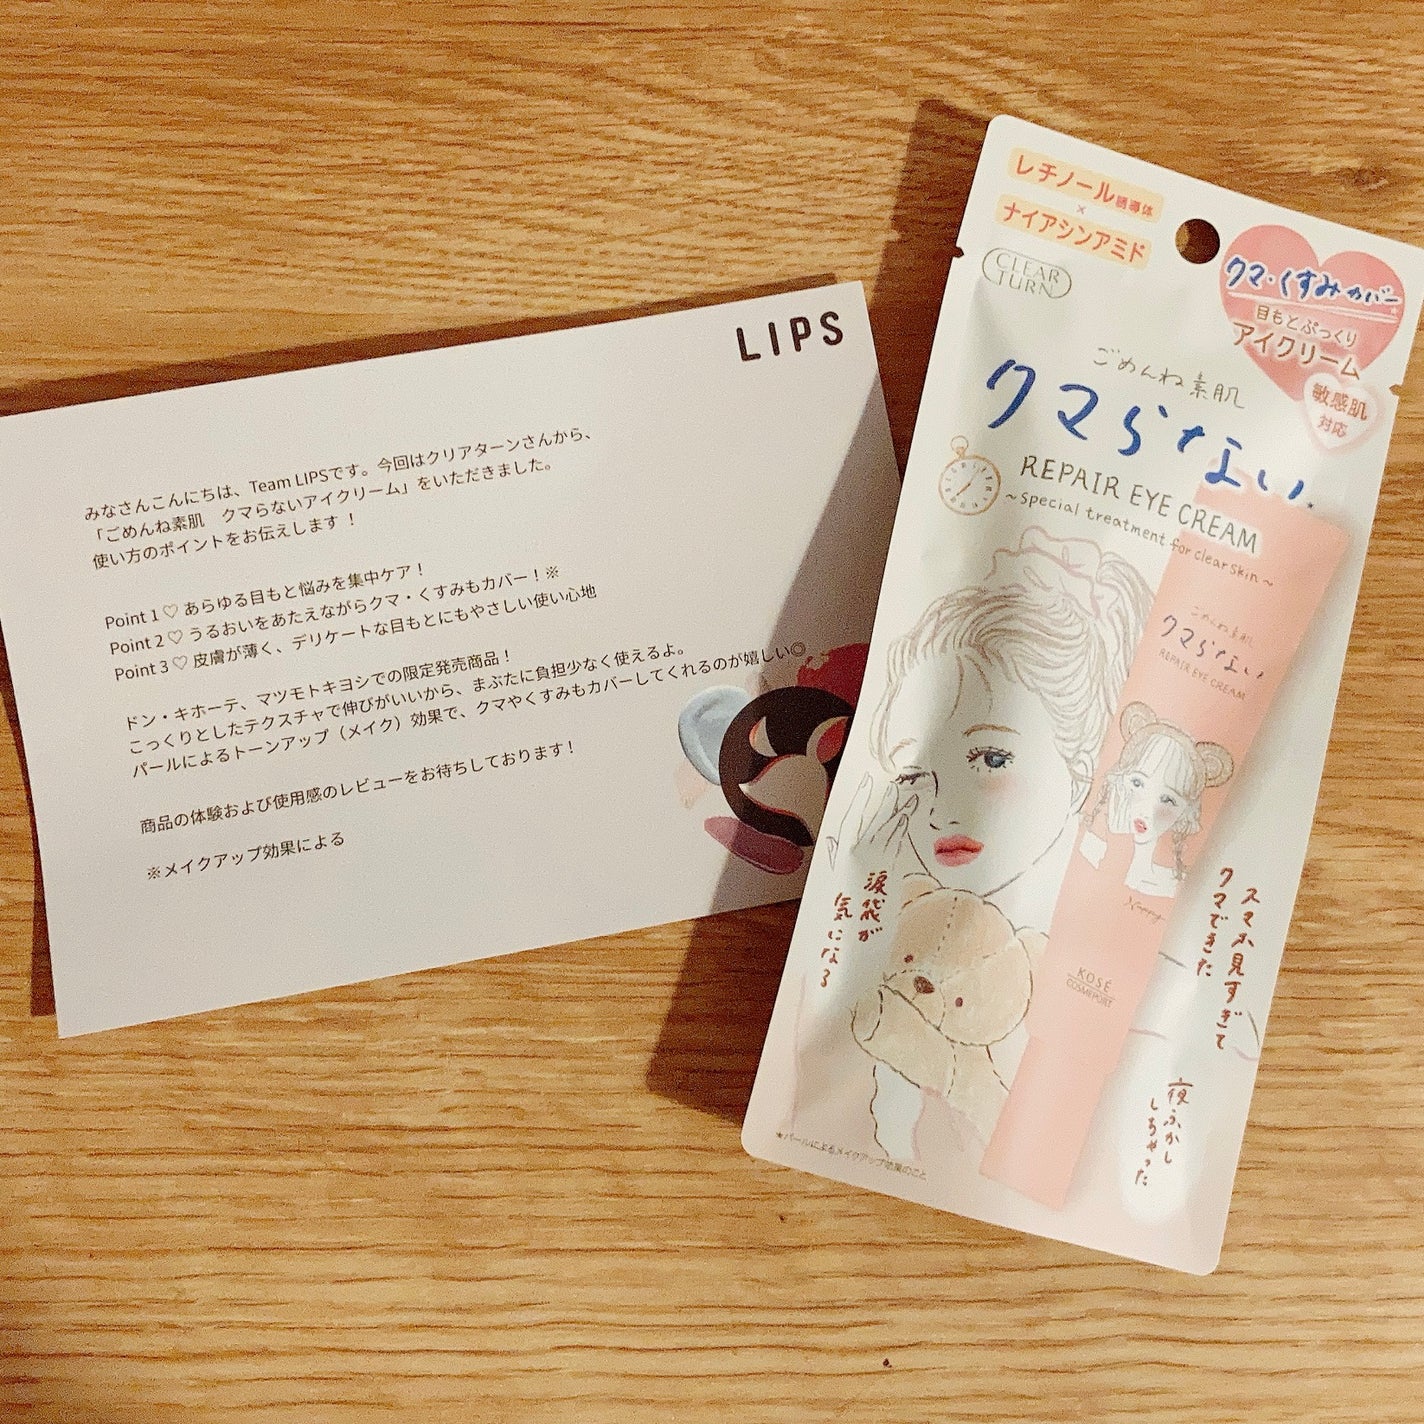 LIPS
みなさんこんにちは、Team LIPSです。今回はクリアターンさんから、
「ごめんね素肌　クマらないアイクリーム」をいただきました。
使い方のポイントをお伝えします！
Point 1 ♡ あらゆる目もと悩みを集中ケア！
Point 2 ♡ うるおいをあたえながらクマ・くすみもカバー！※
Point 3 ♡ 皮膚が薄く、デリケートな目もとにもやさしい使い心地
ドン・キホーテ、マツモトキヨシでの限定発売商品！
こっくりとしたテクスチャで伸びがいいから、まぶたに負担少なく使えるよ。
パールによるトーンアップ（メイク）効果で、クマやくすみもカバーしてくれるのが嬉しい◎
商品の体験および使用感のレビューをお待ちしております！
※メイクアップ効果による
レチノール誘導体
×
ナイアシンアミド
CLEAR
TURN
クマ・くすみカバー
目もとぷっくり
アイクリーム
敏感肌
対応
ごめんね素肌
クマらない
REPAIR EYE CREAM
~special treatment for clear skin~
ごめんね素肌
クマらない
REPAIR EYE CREAM
KOSÉ
COSMEPORT
涙袋が
気になる
スマホ見すぎて
クマできた
夜ふかし
しちゃった
★パールによるメイクアップ効果のこと